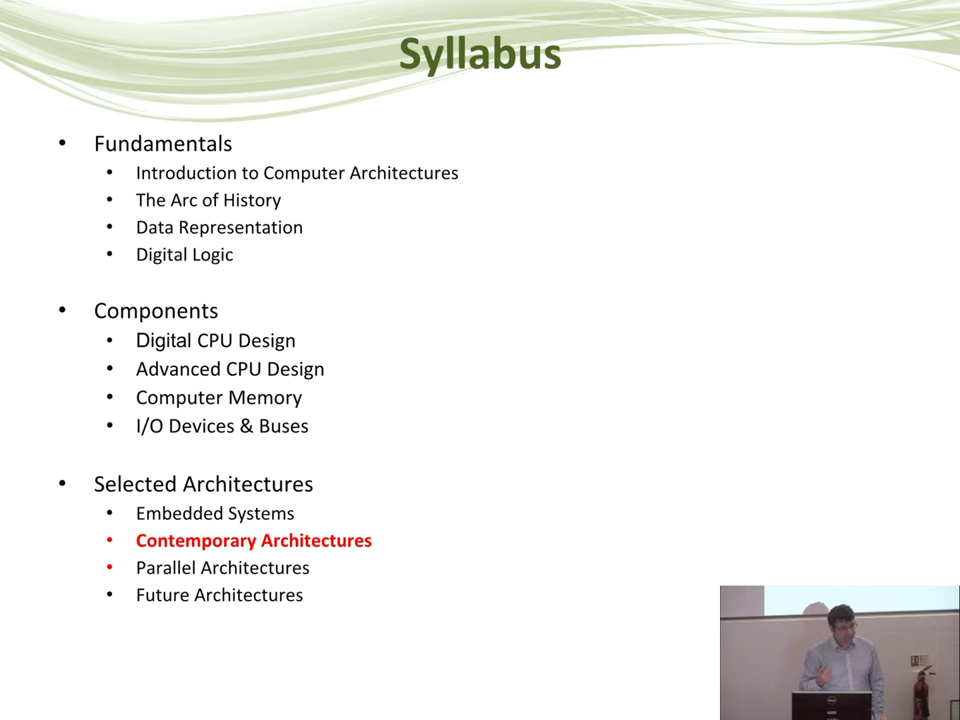 Syllabus
• Fundamentals
• Introduction to Computer Architectures
• The Arc of History
• Data Representation
• Digital Logic
• Components
• Digital CPU Design
• Advanced CPU Design
• Computer Memory
• I/O Devices & Buses
• Selected Architectures
• Embedded Systems
• Contemporary Architectures
• Parallel Architectures
• Future Architectures